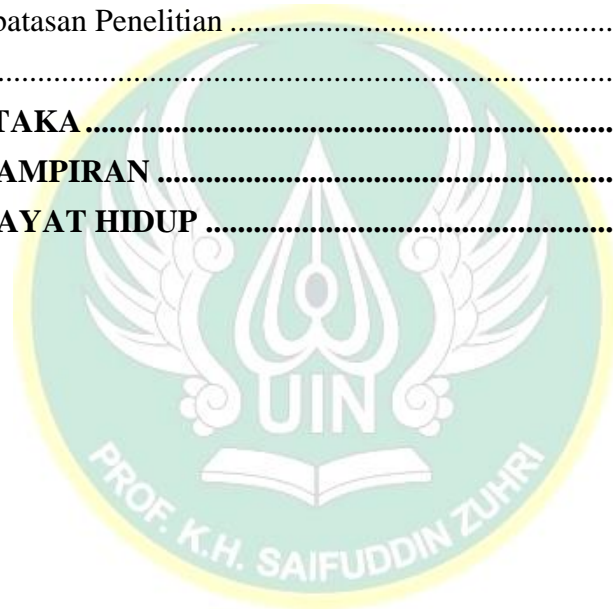 batasan Penelitian ................................................
................................................................................
TAKA ..................................................................
AMPIRAN ..........................................................
AYAT HIDUP ....................................................
UIN
PROF. K.H. SAIFUDDIN ZUHRI